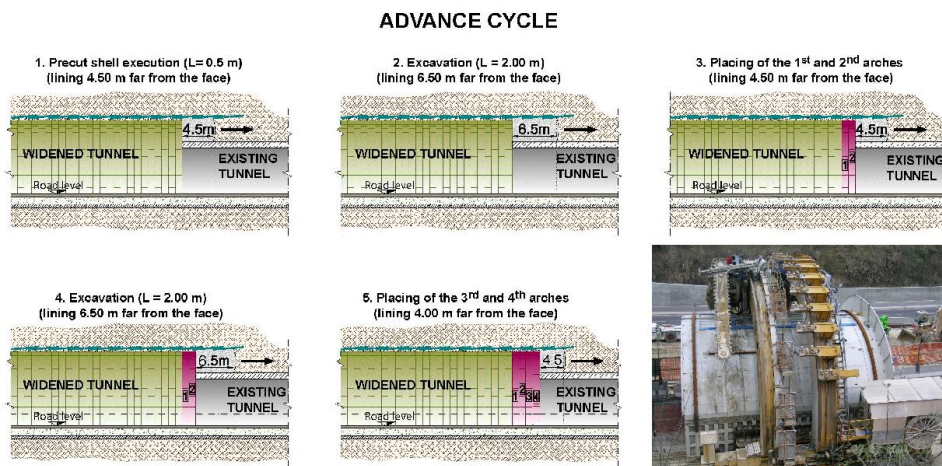 ADVANCE CYCLE
1. Precut shell execution (L= 0.5 m)
(lining 4.50 m far from the face)
4.5m
WIDENED TUNNEL
EXISTING
TUNNEL
Road level
2. Excavation (L = 2.00 m)
(lining 6.50 m far from the face)
6.5m
WIDENED TUNNEL
EXISTING
TUNNEL
Road level
3. Placing of the 1st and 2nd arches
(lining 4.50 m far from the face)
4.5m
WIDENED TUNNEL
1 2
EXISTING
TUNNEL
Road level
4. Excavation (L = 2.00 m)
(lining 6.50 m far from the face)
6.5m
WIDENED TUNNEL
1 2
EXISTING
TUNNEL
Road level
5. Placing of the 3rd and 4th arches
(lining 4.00 m far from the face)
4.5
WIDENED TUNNEL
1 2 3 4
EXISTING
TUNNEL
Road level